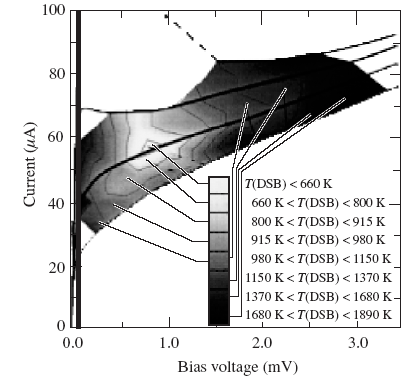 100
80
60
40
20
0
Current (μA)
T(DSB) < 660 K
660 K < T(DSB) < 800 K
800 K < T(DSB) < 915 K
915 K < T(DSB) < 980 K
980 K < T(DSB) < 1150 K
1150 K < T(DSB) < 1370 K
1370 K < T(DSB) < 1680 K
1680 K < T(DSB) < 1890 K
0.0 1.0 2.0 3.0
Bias voltage (mV)